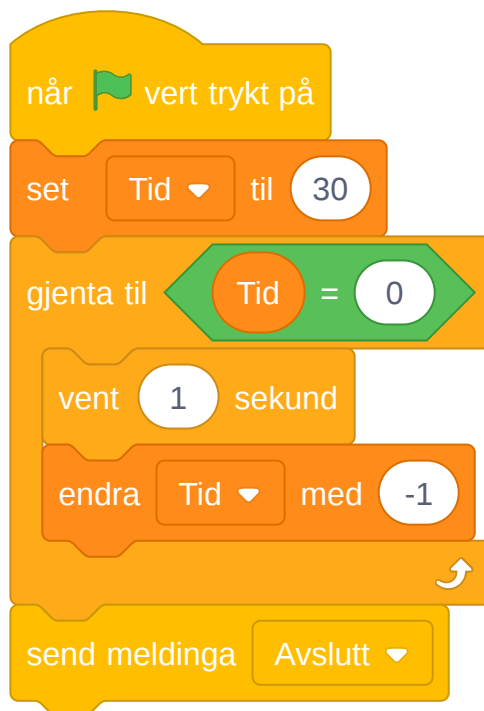 når vert trykt på
set Tid til 30
gjenta til Tid = 0
vent 1 sekund
endra Tid med -1
send meldinga Avslutt